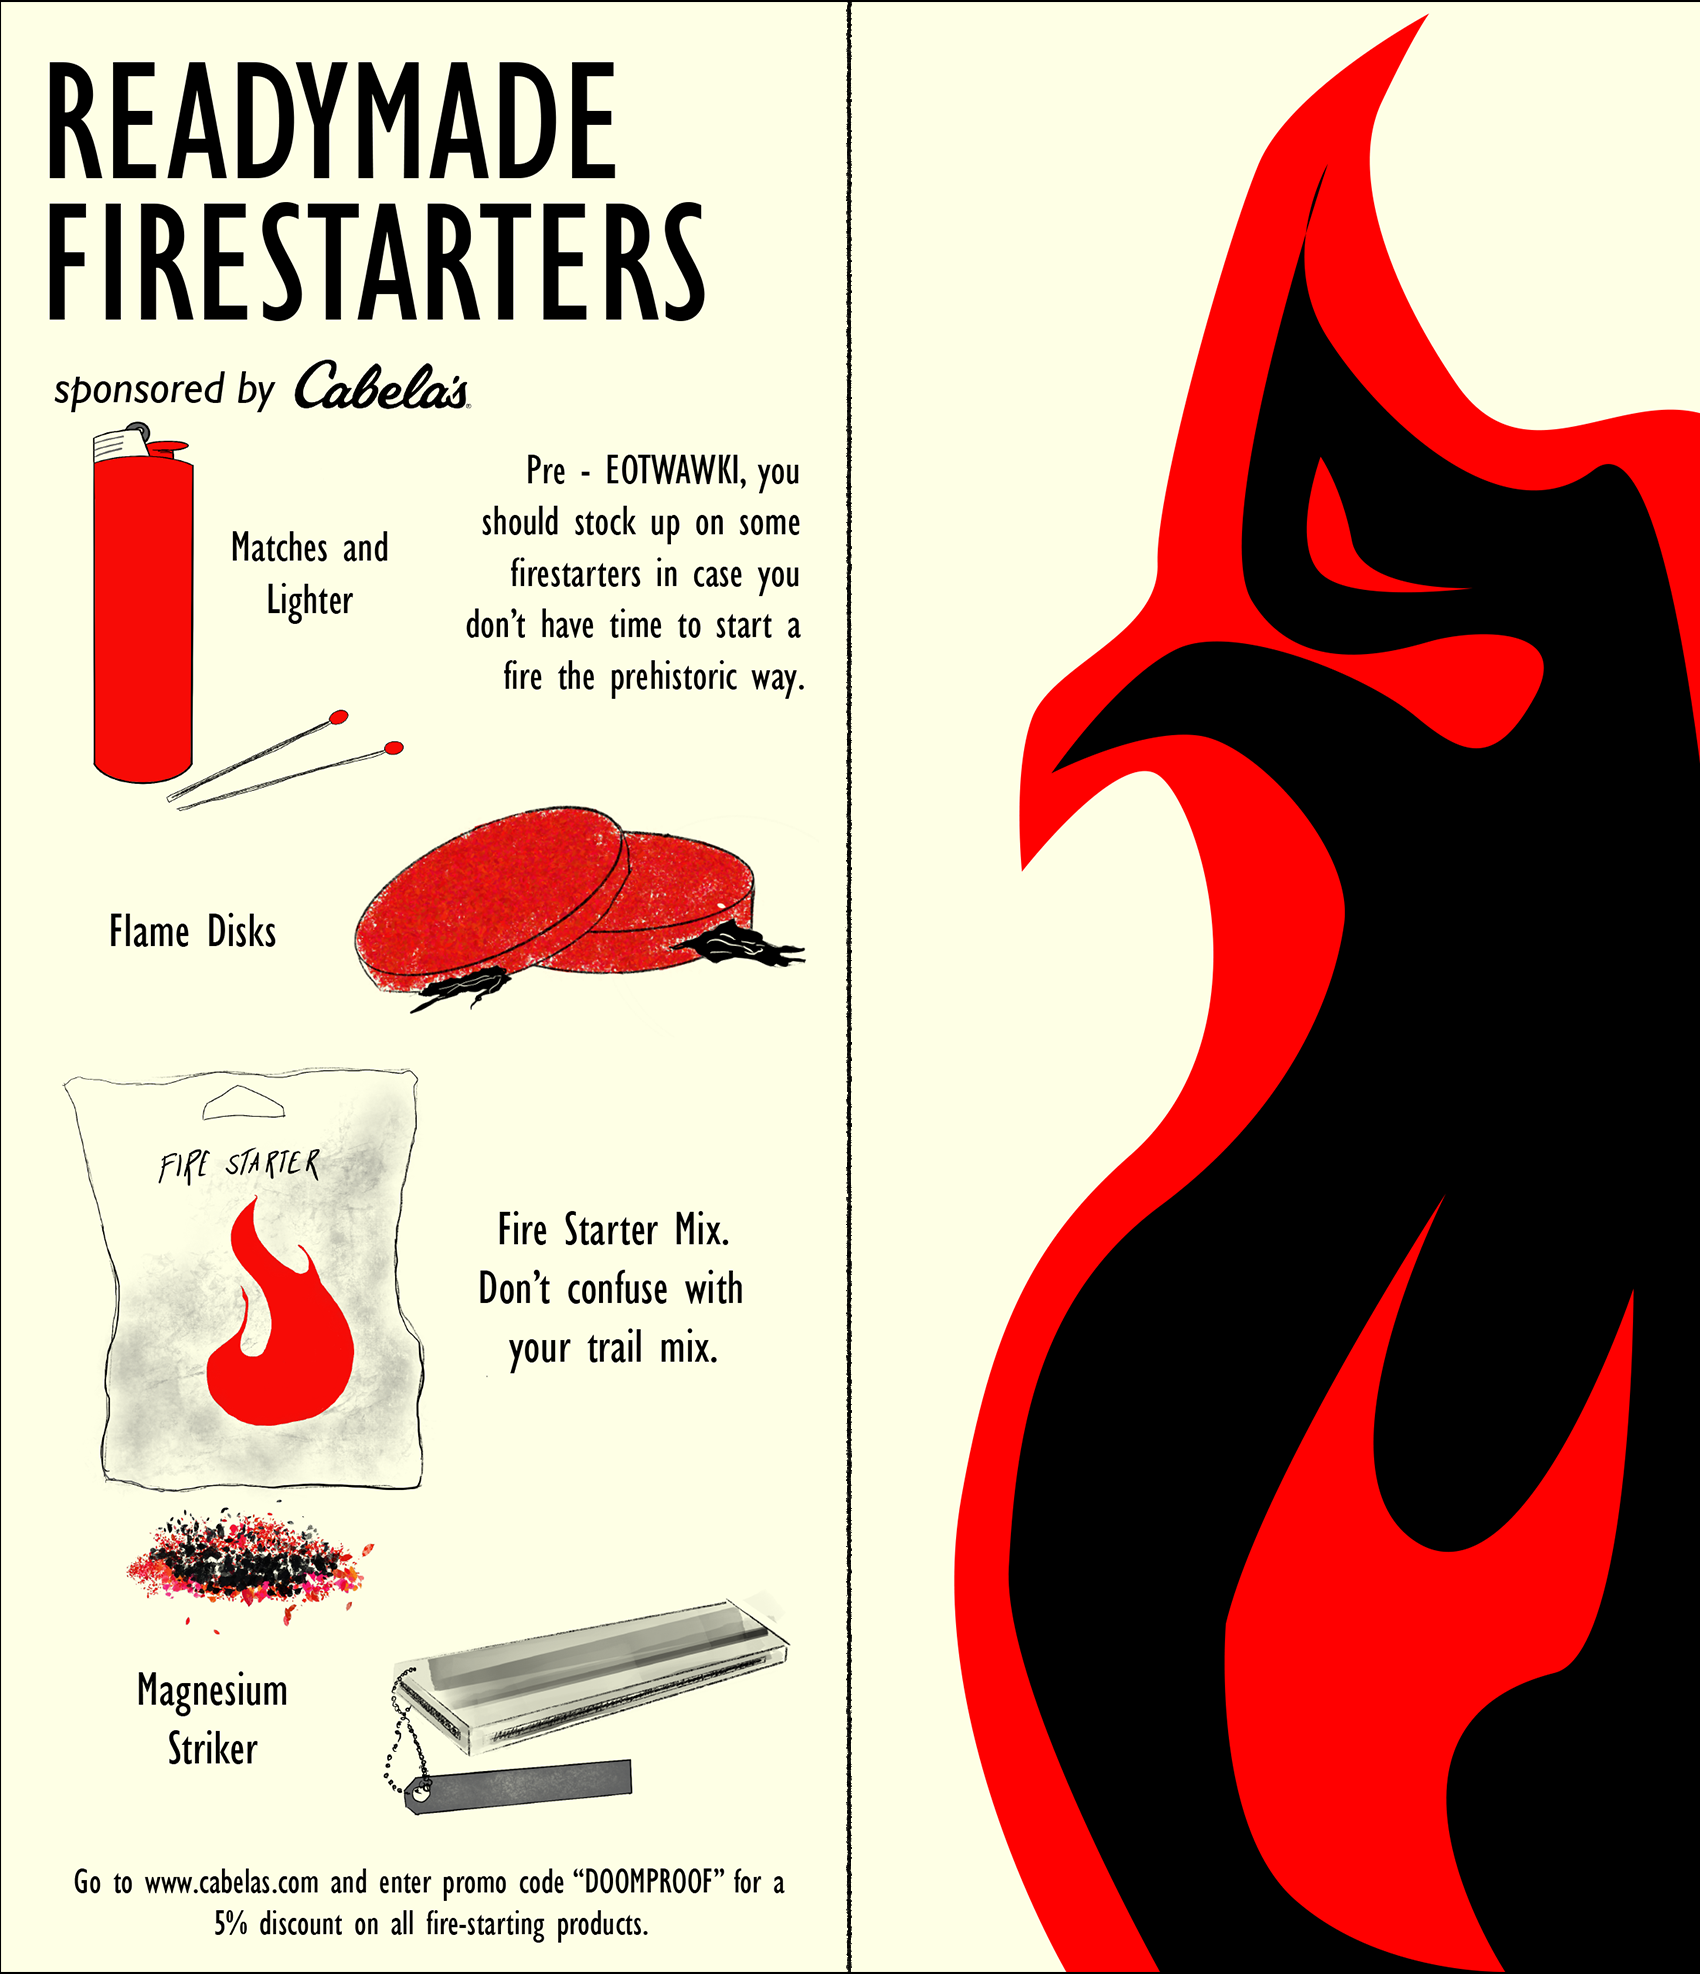 READYMADE
FIRESTARTERS
sponsored by Cabela's
Pre - EOTWAWKI, you
should stock up on some
firestarters in case you
don't have time to start a
fire the prehistoric way.
Matches and
Lighter
Flame Disks
FIRE STARTER
Fire Starter Mix.
Don't confuse with
your trail mix.
Magnesium
Striker
Go to www.cabelas.com and enter promo code “DOOMPROOF” for a
5% discount on all fire-starting products.